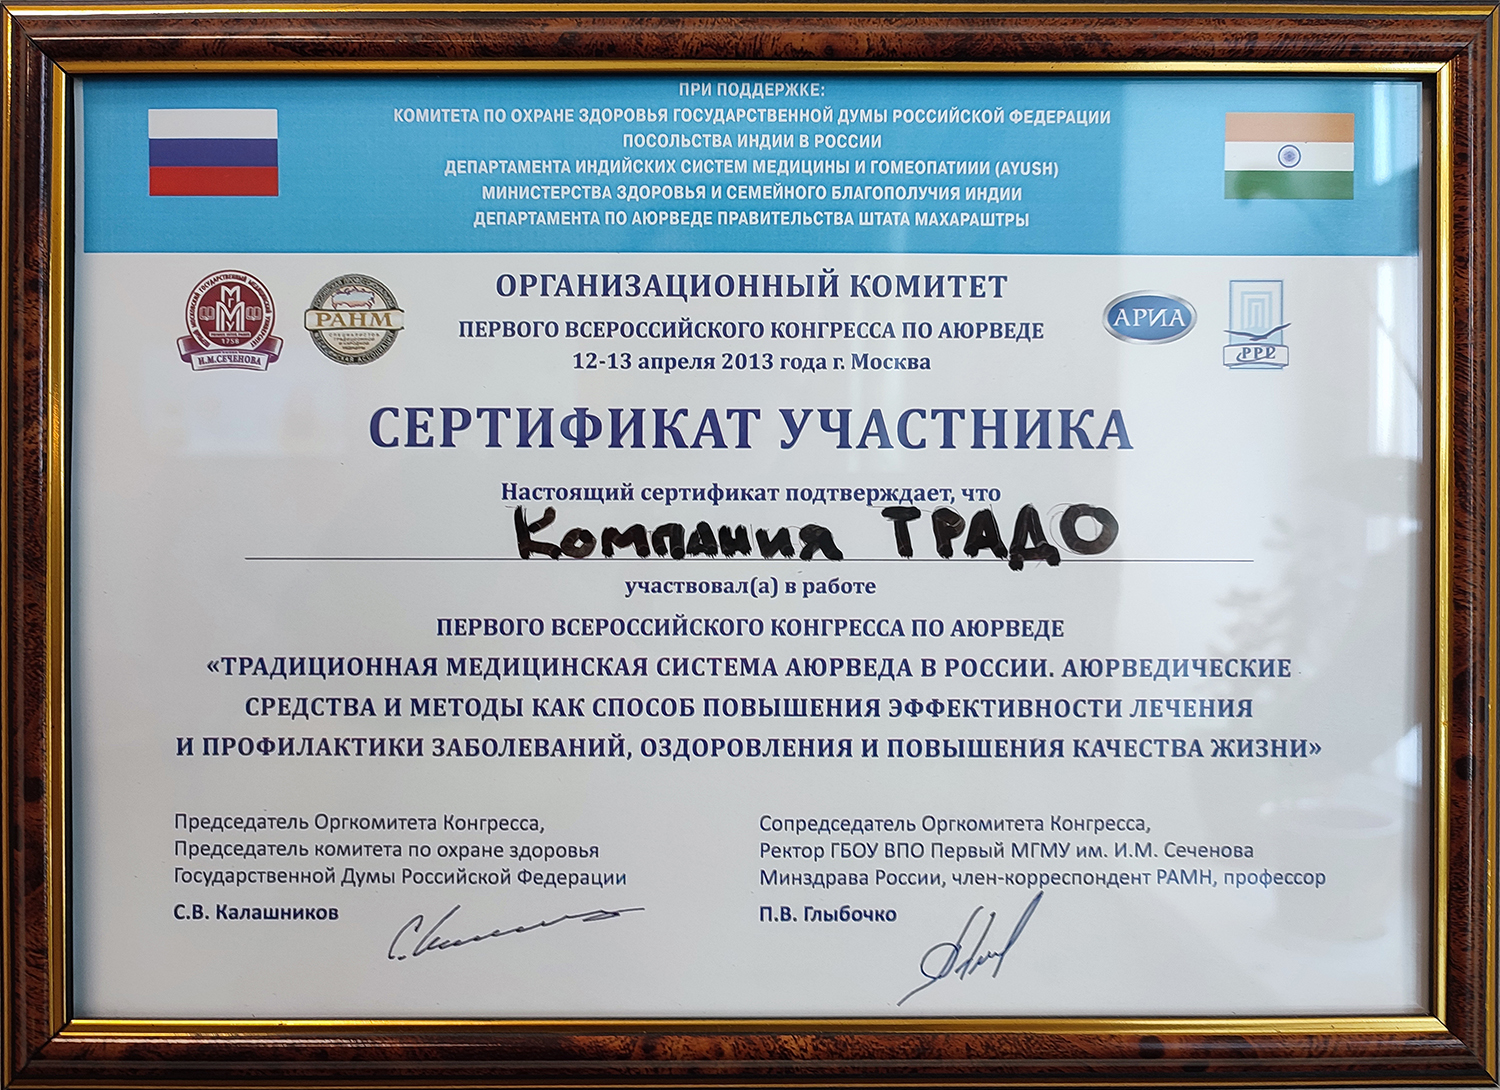 ПРИ ПОДДЕРЖКЕ:
КОМИТЕТА ПО ОХРАНЕ ЗДОРОВЬЯ ГОСУДАРСТВЕННОЙ ДУМЫ РОССИЙСКОЙ ФЕДЕРАЦИИ
ПОСОЛЬСТВА ИНДИИ В РОССИИ
ДЕПАРТАМЕНТА ИНДИЙСКИХ СИСТЕМ МЕДИЦИНЫ И ГОМЕОПАТИИИ (AYUSH)
МИНИСТЕРСТВА ЗДОРОВЬЯ И СЕМЕЙНОГО БЛАГОПОЛУЧИЯ ИНДИИ
ДЕПАРТАМЕНТА ПО АЮРВЕДЕ ПРАВИТЕЛЬСТВА ШТАТА МАХАРАШТРЫ
ММ
1758
И.М.СЕЧЕНОВА
РАНМ
АРИА
РРР
ОРГАНИЗАЦИОННЫЙ КОМИТЕТ
ПЕРВОГО ВСЕРОССИЙСКОГО КОНГРЕССА ПО АЮРВЕДЕ
12-13 апреля 2013 года г. Москва
СЕРТИФИКАТ УЧАСТНИКА
Настоящий сертификат подтверждает, что
Компания ТРАДО
участвовал(а) в работе
ПЕРВОГО ВСЕРОССИЙСКОГО КОНГРЕССА ПО АЮРВЕДЕ
«ТРАДИЦИОННАЯ МЕДИЦИНСКАЯ СИСТЕМА АЮРВЕДА В РОССИИ. АЮРВЕДИЧЕСКИЕ
СРЕДСТВА И МЕТОДЫ КАК СПОСОБ ПОВЫШЕНИЯ ЭФФЕКТИВНОСТИ ЛЕЧЕНИЯ
И ПРОФИЛАКТИКИ ЗАБОЛЕВАНИЙ, ОЗДОРОВЛЕНИЯ И ПОВЫШЕНИЯ КАЧЕСТВА ЖИЗНИ»
Председатель Оргкомитета Конгресса,
Председатель комитета по охране здоровья
Государственной Думы Российской Федерации
С.В. Калашников
Сопредседатель Оргкомитета Конгресса,
Ректор ГБОУ ВПО Первый МГМУ им. И.М. Сеченова
Минздрава России, член-корреспондент РАМН, профессор
П.В. Глыбочко